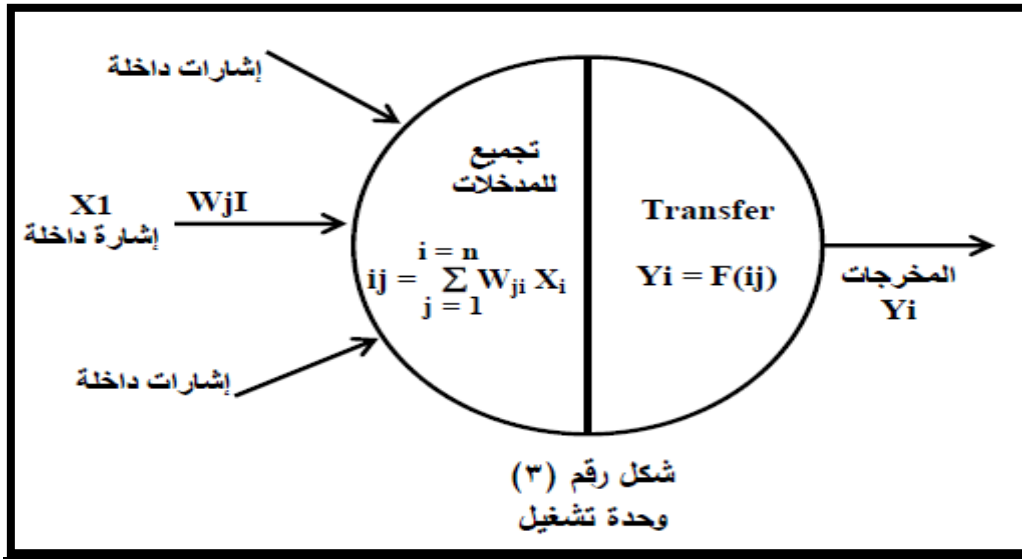 إشارات داخلة
تجميع
للمدخلات
X1
WjI
إشارة داخلة
i = n
ij = Σ Wji Xi
j = 1
Transfer
Yi = F(ij)
المخرجات
Yi
إشارات داخلة
شكل رقم (٣)
وحدة تشغيل